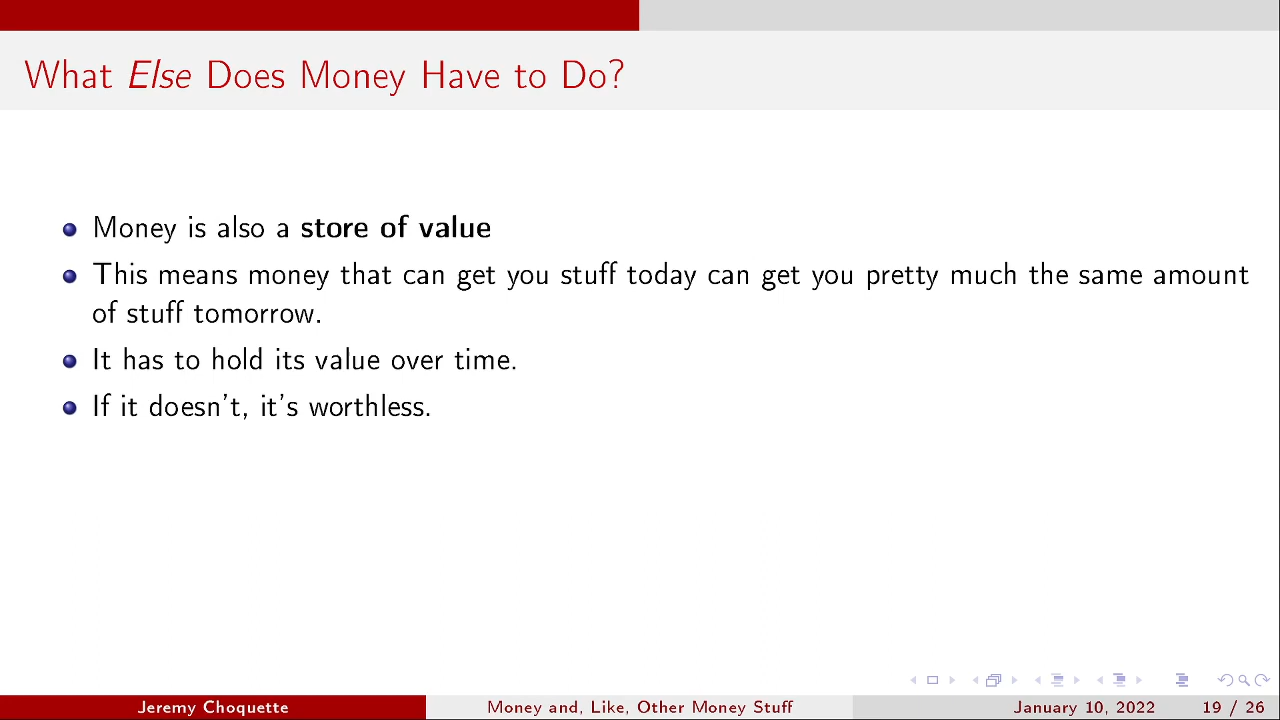 What Else Does Money Have to Do?
Money is also a store of value
This means money that can get you stuff today can get you pretty much the same amount
of stuff tomorrow.
It has to hold its value over time.
If it doesn't, it's worthless.
Jeremy Choquette
Money and, Like, Other Money Stuff
January 10, 2022
19 / 26